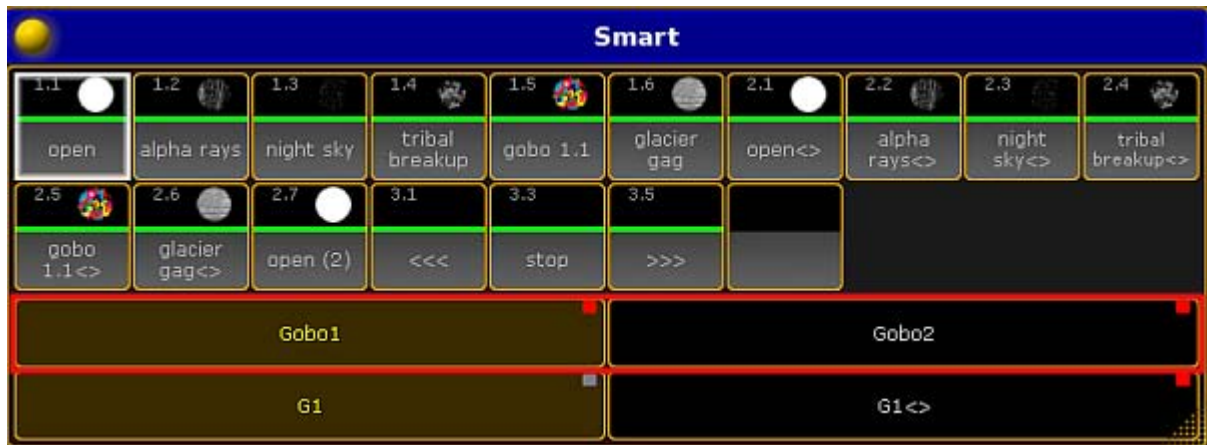 Smart
1.1 1.2 1.3 1.4 1.5 1.6 2.1 2.2 2.3 2.4
open alpha rays night sky tribal breakup gobo 1.1 glacier gag open<> alpha rays<> night sky<> tribal breakup<>
2.5 2.6 2.7 3.1 3.3 3.5
gobo 1.1<> glacier gag<> open (2) <<< stop >>>
Gobo1 Gobo2
G1 G1<>